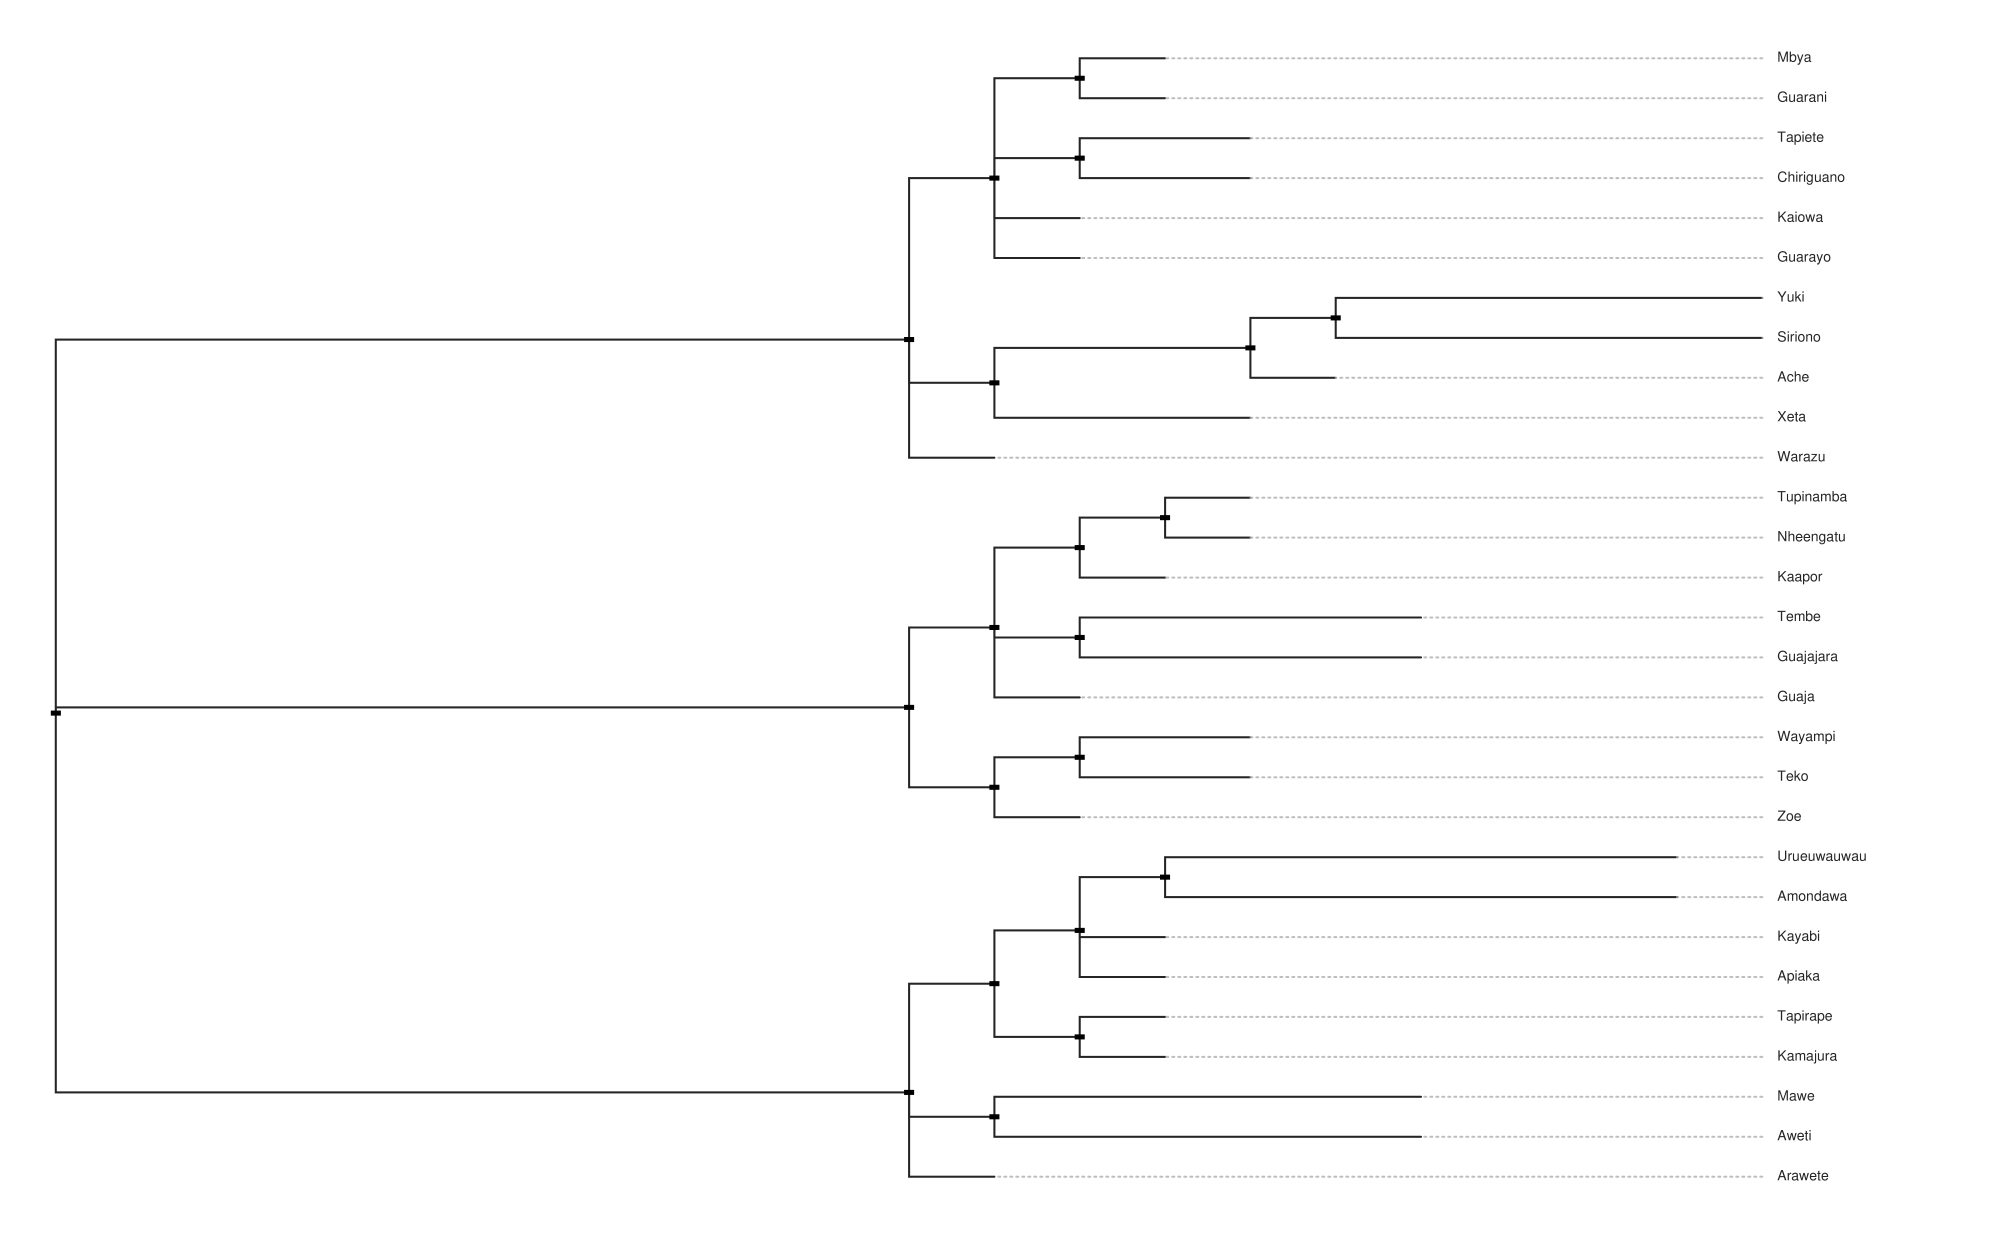 Mbya
Guarani
Tapiete
Chiriguano
Kaiowa
Guarayo
Yuki
Siriono
Ache
Xeta
Warazu
Tupinamba
Nheengatu
Kaapor
Tembe
Guajajara
Guaja
Wayampi
Teko
Zoe
Urueuwauwau
Amondawa
Kayabi
Apiaka
Tapirape
Kamajura
Mawe
Aweti
Arawete